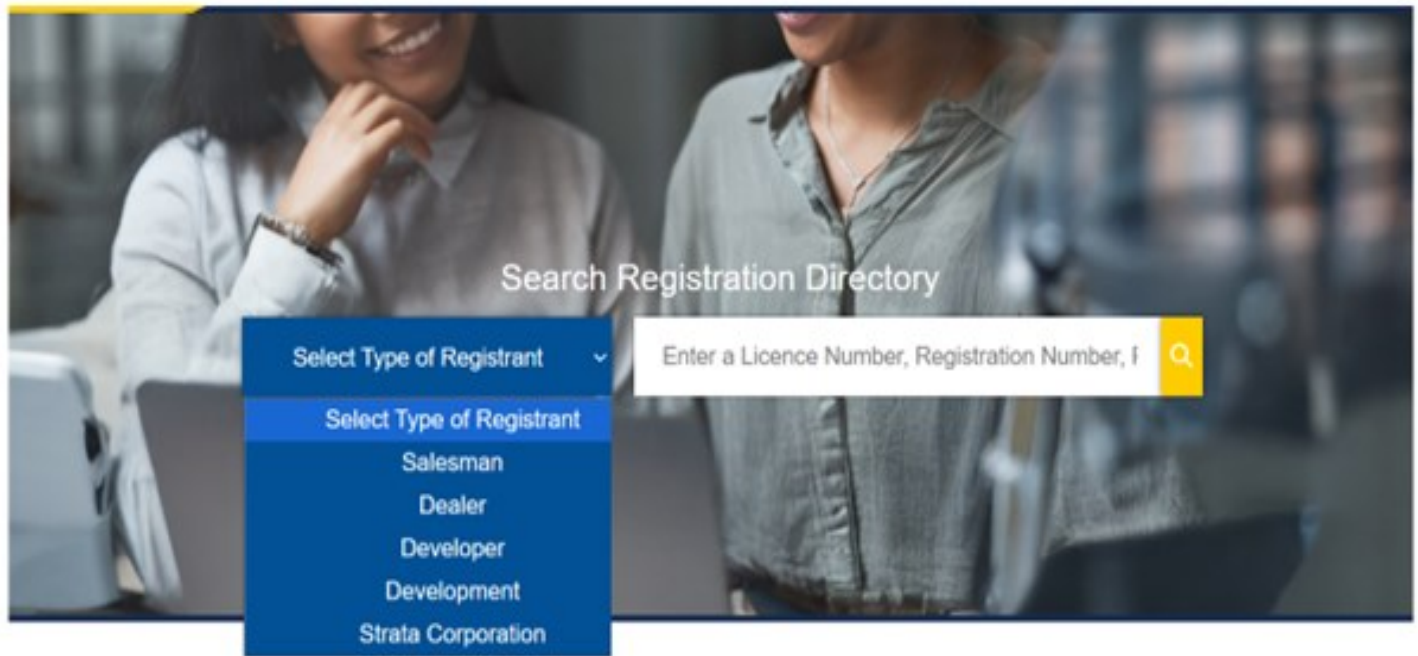 Search Registration Directory
Select Type of Registrant
Enter a Licence Number, Registration Number, F
Select Type of Registrant
Salesman
Dealer
Developer
Development
Strata Corporation